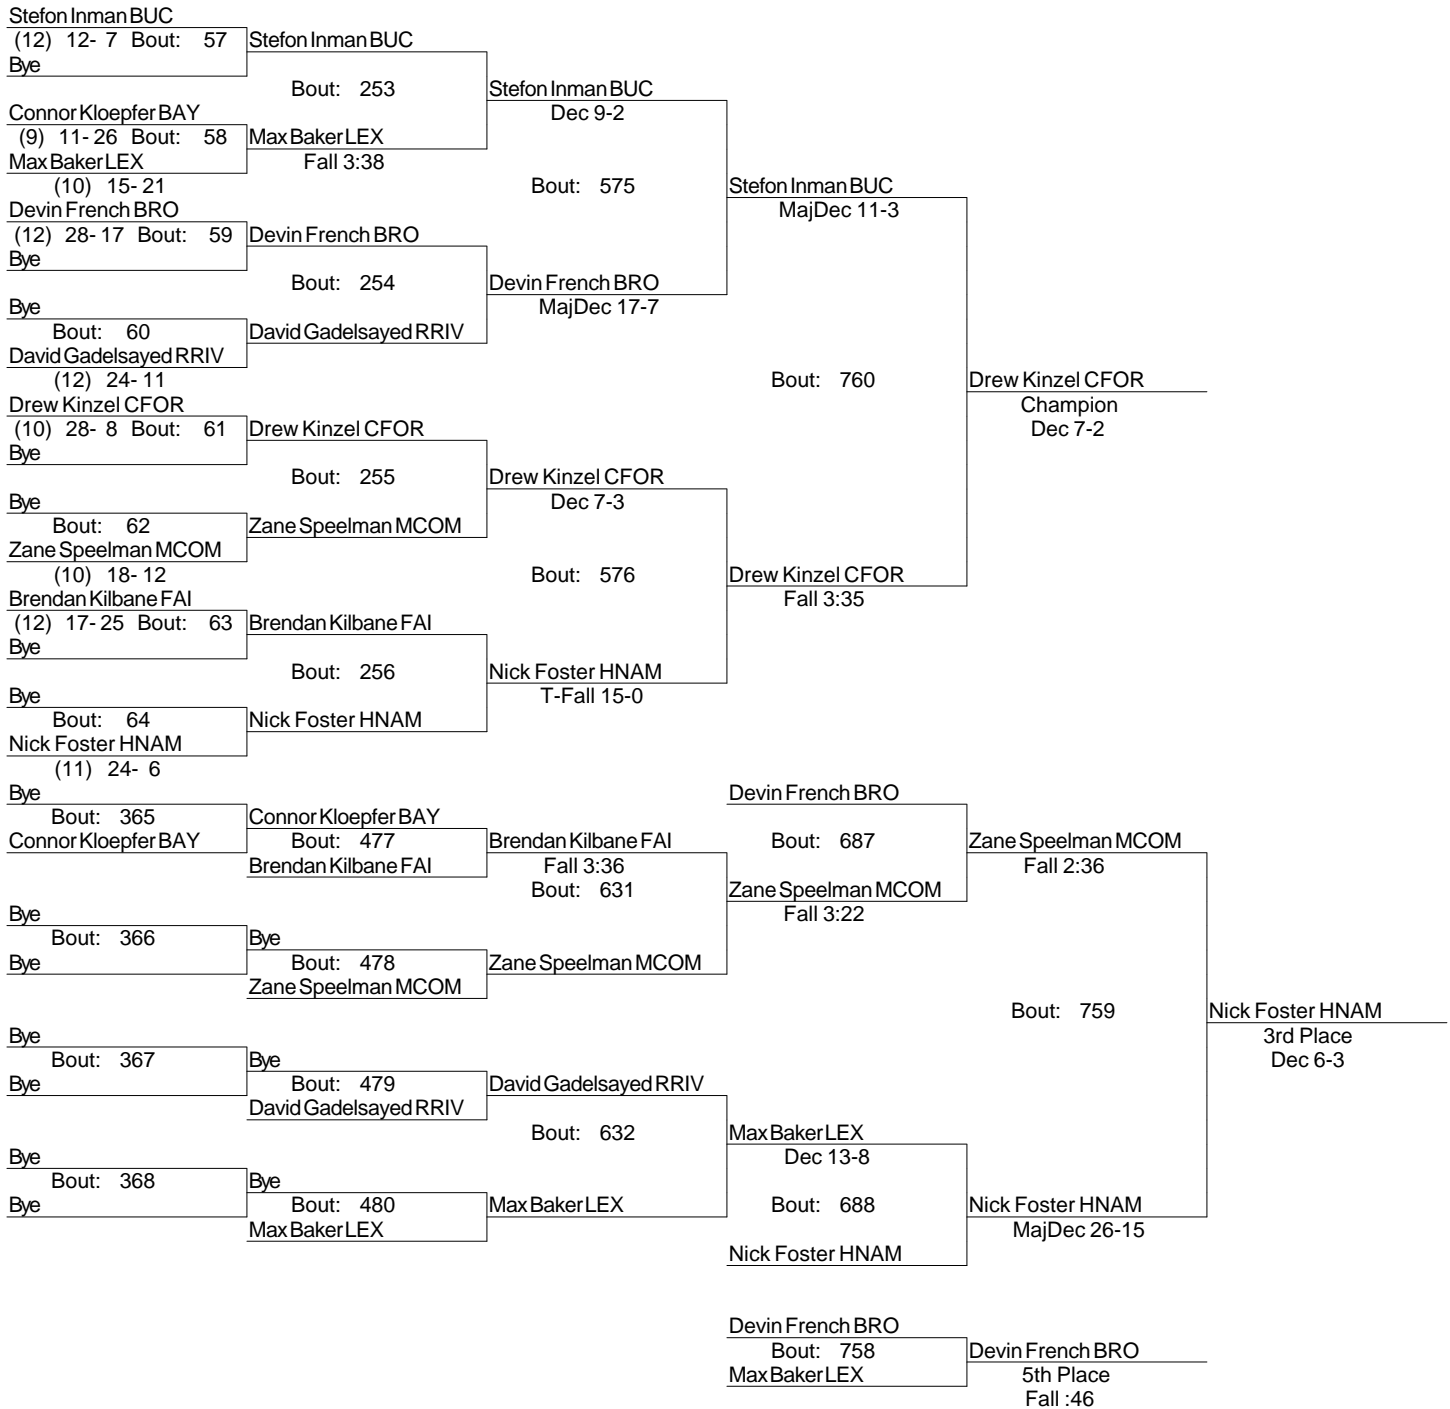 Stefon Inman BUC
(12) 12- 7 Bout: 57
Bye
Stefon Inman BUC
Bout: 253
Connor Kloepfer BAY
(9) 11- 26 Bout: 58
Max Baker LEX
(10) 15- 21
Max Baker LEX
Fall 3:38
Stefon Inman BUC
Dec 9-2
Bout: 575
Devin French BRO
(12) 28- 17 Bout: 59
Bye
Devin French BRO
Bout: 254
Bye
Bout: 60
David Gadelsayed RRIV
(12) 24- 11
David Gadelsayed RRIV
Devin French BRO
MajDec 17-7
Stefon Inman BUC
MajDec 11-3
Bout: 760
Drew Kinzel CFOR
(10) 28- 8 Bout: 61
Bye
Drew Kinzel CFOR
Bout: 255
Bye
Bout: 62
Zane Speelman MCOM
(10) 18- 12
Zane Speelman MCOM
Drew Kinzel CFOR
Dec 7-3
Bout: 576
Brendan Kilbane FAI
(12) 17- 25 Bout: 63
Bye
Brendan Kilbane FAI
Bout: 256
Bye
Bout: 64
Nick Foster HNAM
(11) 24- 6
Nick Foster HNAM
Nick Foster HNAM
T-Fall 15-0
Drew Kinzel CFOR
Fall 3:35
Drew Kinzel CFOR
Champion
Dec 7-2
Bye
Bout: 365
Connor Kloepfer BAY
Connor Kloepfer BAY
Bout: 477
Brendan Kilbane FAI
Brendan Kilbane FAI
Fall 3:36
Bout: 631
Bye
Bout: 366
Bye
Bye
Bout: 478
Zane Speelman MCOM
Zane Speelman MCOM
Devin French BRO
Bout: 687
Zane Speelman MCOM
Fall 3:22
Zane Speelman MCOM
Fall 2:36
Bout: 759
Bye
Bout: 367
Bye
Bye
Bout: 479
David Gadelsayed RRIV
David Gadelsayed RRIV
Bout: 632
Bye
Bout: 368
Bye
Bye
Bout: 480
Max Baker LEX
Max Baker LEX
Max Baker LEX
Dec 13-8
Bout: 688
Nick Foster HNAM
Nick Foster HNAM
MajDec 26-15
Nick Foster HNAM
3rd Place
Dec 6-3
Devin French BRO
Bout: 758
Max Baker LEX
Devin French BRO
5th Place
Fall :46